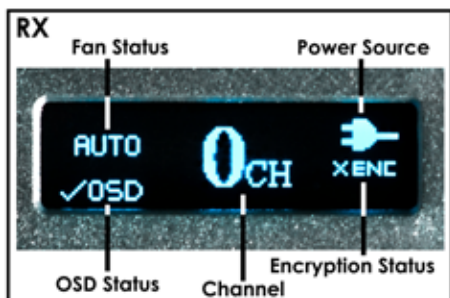 RX
Fan Status
Power Source
AUTO
0CH
XENC
✓OSD
OSD Status
Channel
Encryption Status